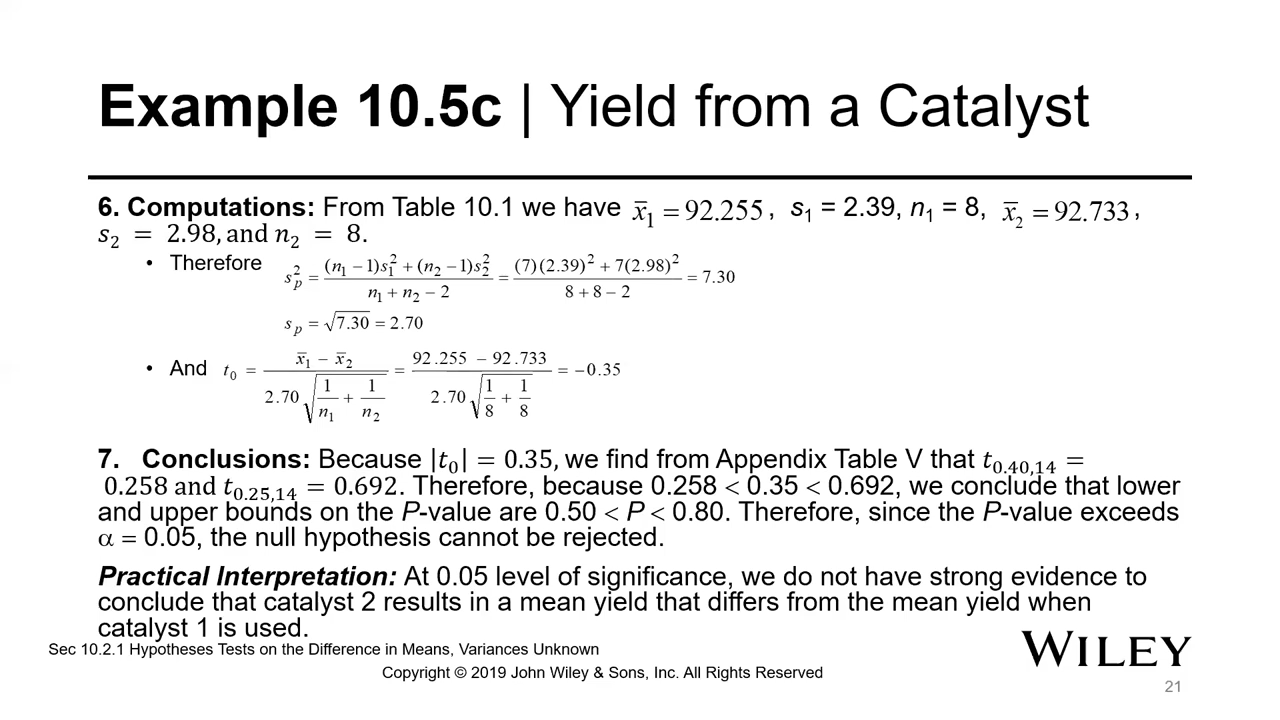 Example 10.5c | Yield from a Catalyst
6. Computations: From Table 10.1 we have x̄₁ = 92.255, s₁ = 2.39, n₁ = 8, x̄₂ = 92.733,
s₂ = 2.98, and n₂ = 8.
• Therefore s²ₚ = ((n₁ − 1)s₁² + (n₂ − 1)s₂²) / (n₁ + n₂ − 2) = ((7)(2.39)² + 7(2.98)²) / (8 + 8 − 2) = 7.30
sₚ = √7.30 = 2.70
• And t₀ = (x̄₁ − x̄₂) / (2.70 √(1/n₁ + 1/n₂)) = (92.255 − 92.733) / (2.70 √(1/8 + 1/8)) = −0.35
7. Conclusions: Because |t₀| = 0.35, we find from Appendix Table V that t₀.₄₀,₁₄ =
0.258 and t₀.₂₅,₁₄ = 0.692. Therefore, because 0.258 < 0.35 < 0.692, we conclude that lower
and upper bounds on the P-value are 0.50 < P < 0.80. Therefore, since the P-value exceeds
α = 0.05, the null hypothesis cannot be rejected.
Practical Interpretation: At 0.05 level of significance, we do not have strong evidence to
conclude that catalyst 2 results in a mean yield that differs from the mean yield when
catalyst 1 is used.
Sec 10.2.1 Hypotheses Tests on the Difference in Means, Variances Unknown
WILEY
Copyright © 2019 John Wiley & Sons, Inc. All Rights Reserved
21